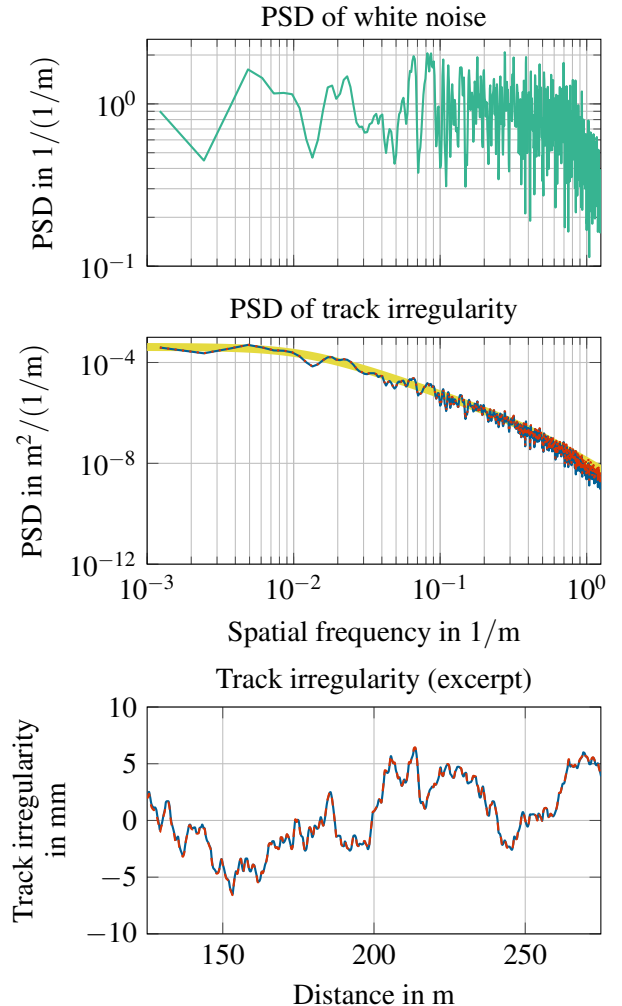 PSD of white noise
PSD in 1/(1/m)
10^0
10^−1
PSD of track irregularity
PSD in m^2/(1/m)
10^−4
10^−8
10^−12
10^−3 10^−2 10^−1 10^0
Spatial frequency in 1/m
Track irregularity (excerpt)
Track irregularity
in mm
10
5
0
−5
−10
150 200 250
Distance in m